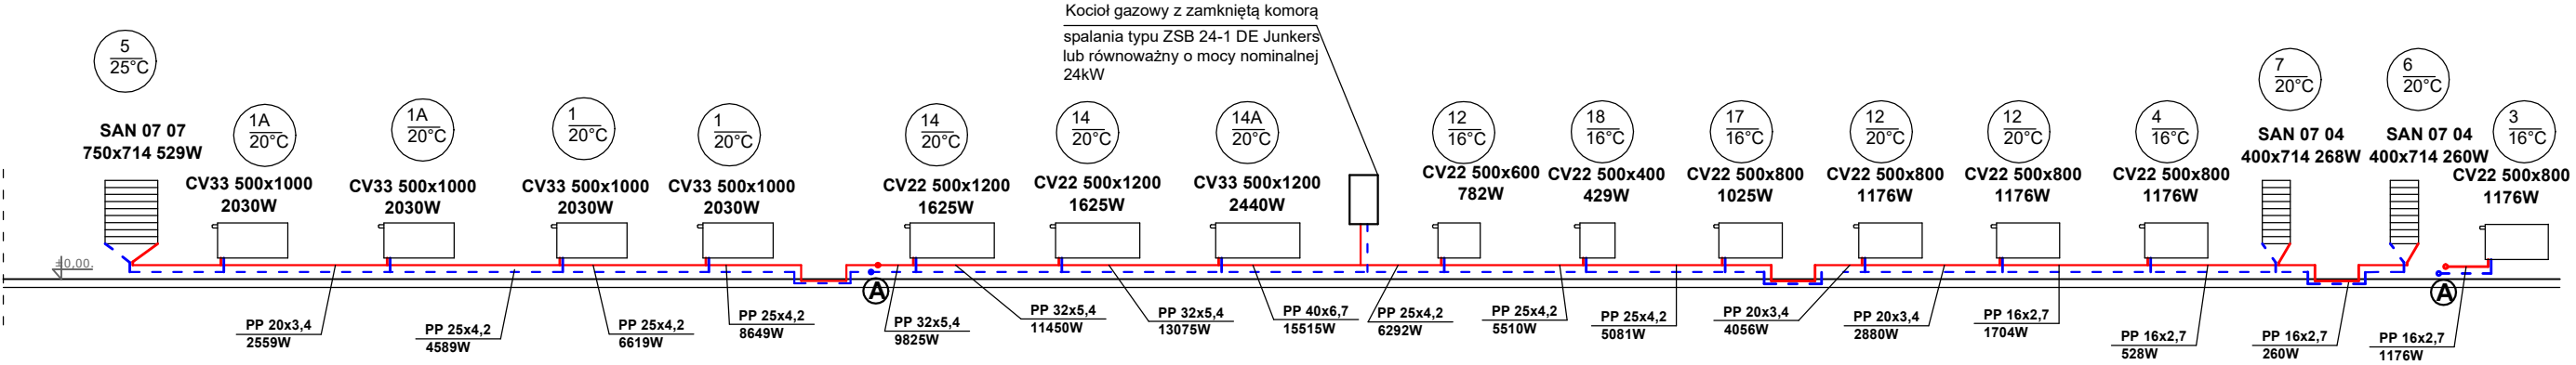 Kocioł gazowy z zamkniętą komorą
spalania typu ZSB 24-1 DE Junkers
lub równoważny o mocy nominalnej
24kW
5
25°C
SAN 07 07
750x714 529W
1A
20°C
CV33 500x1000
2030W
1A
20°C
CV33 500x1000
2030W
1
20°C
CV33 500x1000
2030W
1
20°C
CV33 500x1000
2030W
14
20°C
CV22 500x1200
1625W
14
20°C
CV22 500x1200
1625W
14A
20°C
CV33 500x1200
2440W
12
16°C
CV22 500x600
782W
18
16°C
CV22 500x400
429W
17
16°C
CV22 500x800
1025W
12
20°C
CV22 500x800
1176W
12
20°C
CV22 500x800
1176W
4
16°C
CV22 500x800
1176W
7
20°C
SAN 07 04
400x714 268W
6
20°C
SAN 07 04
400x714 260W
3
16°C
CV22 500x800
1176W
±0,00.
A
A
PP 20x3,4
2559W
PP 25x4,2
4589W
PP 25x4,2
6619W
PP 25x4,2
8649W
PP 32x5,4
9825W
PP 32x5,4
11450W
PP 32x5,4
13075W
PP 40x6,7
15515W
PP 25x4,2
6292W
PP 25x4,2
5510W
PP 25x4,2
5081W
PP 20x3,4
4056W
PP 20x3,4
2880W
PP 16x2,7
1704W
PP 16x2,7
528W
PP 16x2,7
260W
PP 16x2,7
1176W